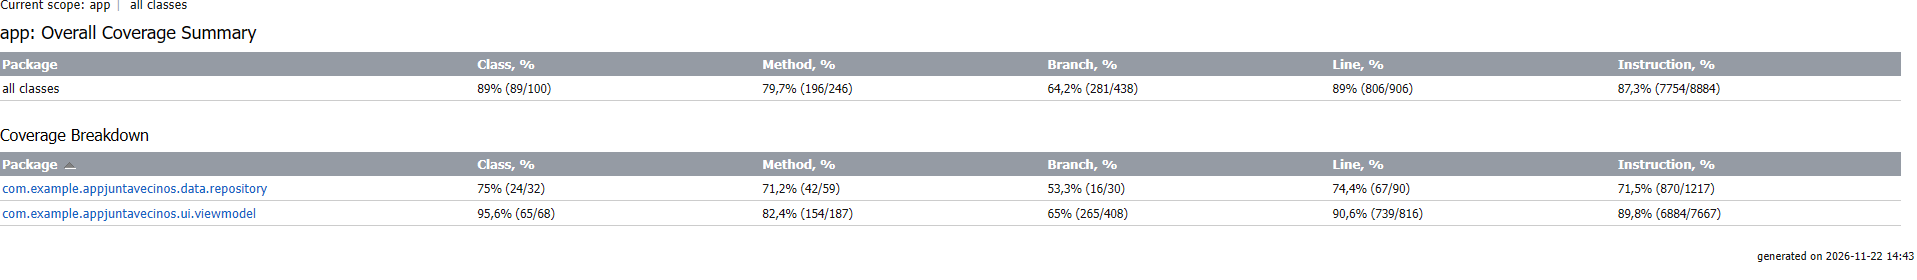 Current scope: app | all classes
app: Overall Coverage Summary
Package Class, % Method, % Branch, % Line, % Instruction, %
all classes 89% (89/100) 79,7% (196/246) 64,2% (281/438) 89% (806/906) 87,3% (7754/8884)
Coverage Breakdown
Package Class, % Method, % Branch, % Line, % Instruction, %
com.example.appjuntavecinos.data.repository 75% (24/32) 71,2% (42/59) 53,3% (16/30) 74,4% (67/90) 71,5% (870/1217)
com.example.appjuntavecinos.ui.viewmodel 95,6% (65/68) 82,4% (154/187) 65% (265/408) 90,6% (739/816) 89,8% (6884/7667)
generated on 2026-11-22 14:43